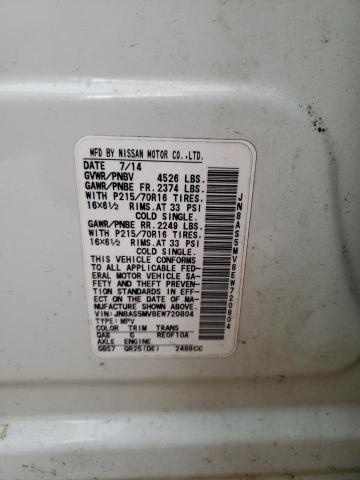 MFD BY NISSAN MOTOR CO.,LTD.
DATE 7/14
GVWR/PNBV 4526 LBS.
GAWR/PNBE FR. 2374 LBS.
WITH P215/70R16 TIRES.
16X6½ RIMS. AT 33 PSI
COLD SINGLE.
GAWR/PNBE RR. 2249 LBS.
WITH P215/70R16 TIRES.
16X6½ RIMS. AT 33 PSI
COLD SINGLE.
THIS VEHICLE CONFORMS
TO ALL APPLICABLE FED-
ERAL MOTOR VEHICLE SA-
FETY AND THEFT
PREVENTION STANDARDS IN EFF-
ECT ON THE DATE OF MA-
NUFACTURE SHOWN ABOVE.
VIN: JN8AS5MV8EW720804
TYPE: MPV
COLOR TRIM TRANS
QAB G RE0F10A
AXLE ENGINE
GB57 QR25(DE) 2488CC
JN8AS5MV8EW720804